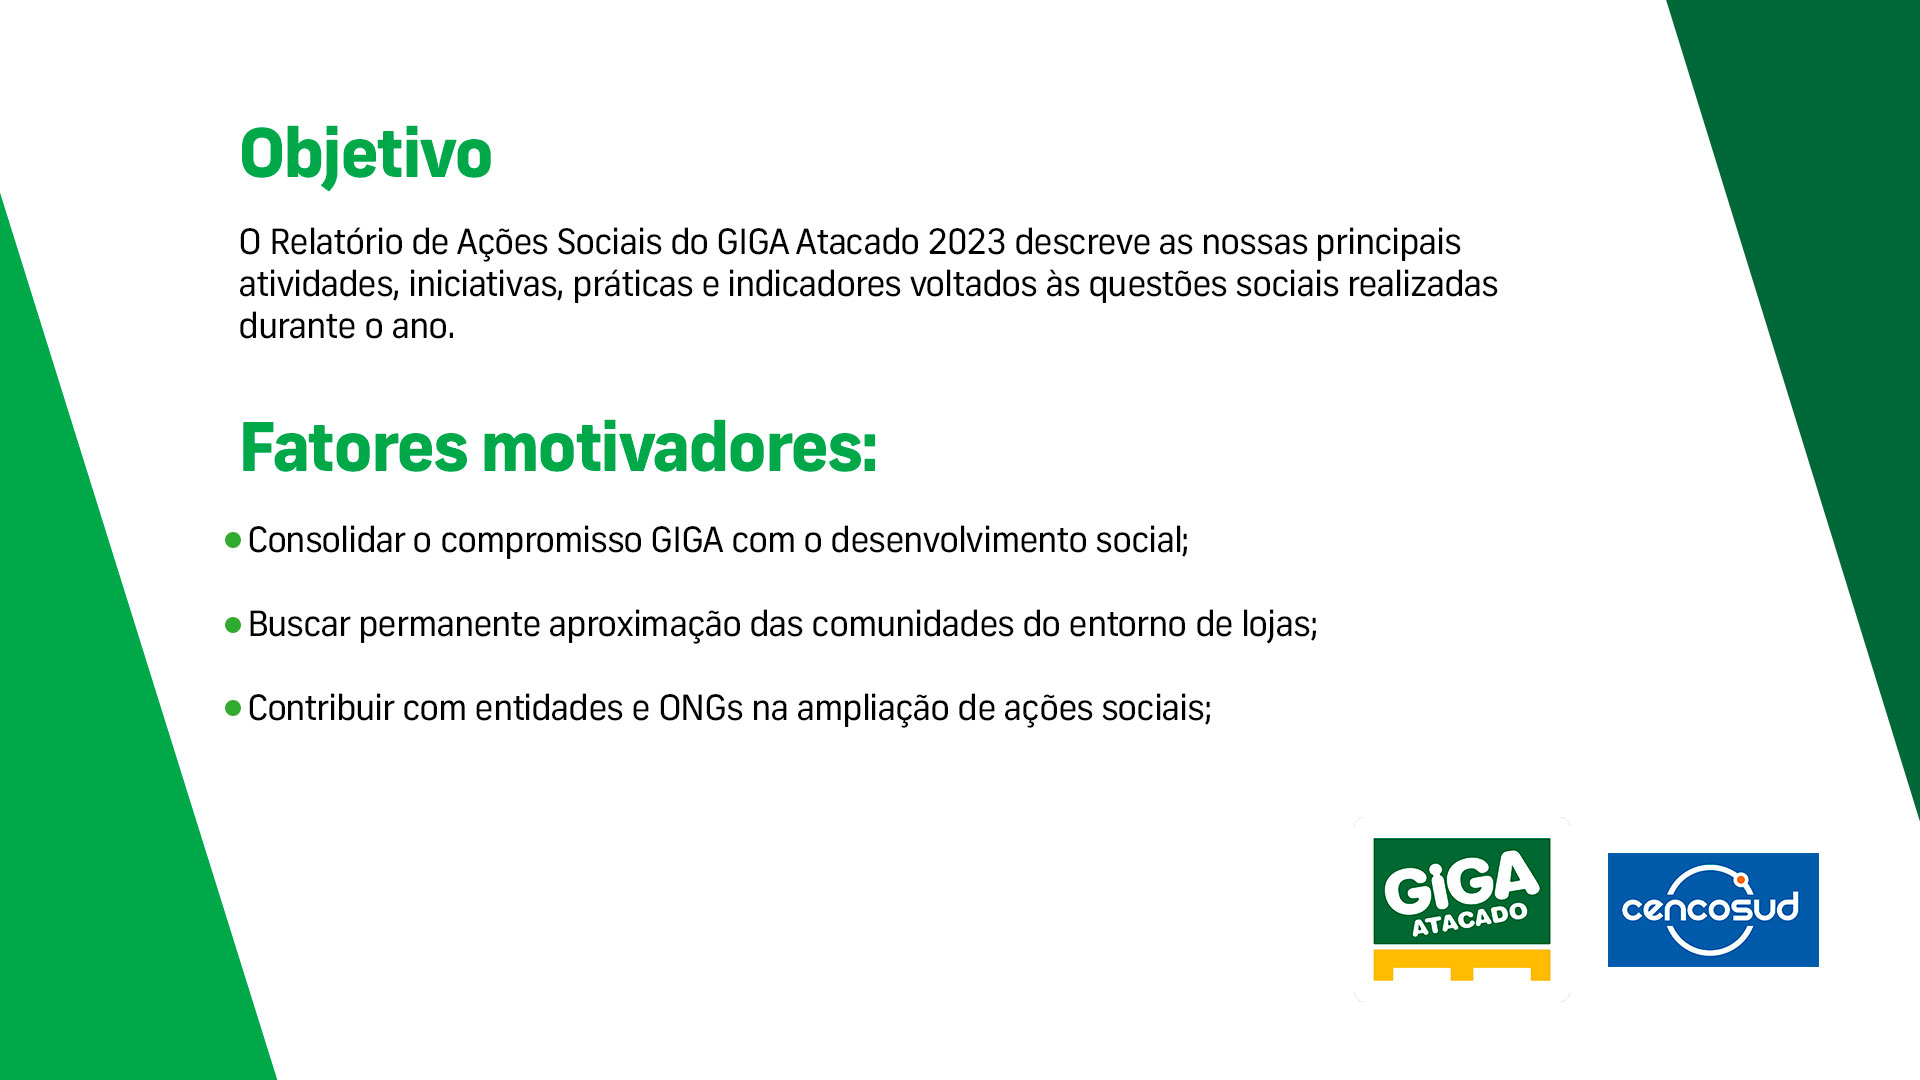 Objetivo
O Relatório de Ações Sociais do GIGA Atacado 2023 descreve as nossas principais
atividades, iniciativas, práticas e indicadores voltados às questões sociais realizadas
durante o ano.
Fatores motivadores:
Consolidar o compromisso GIGA com o desenvolvimento social;
Buscar permanente aproximação das comunidades do entorno de lojas;
Contribuir com entidades e ONGs na ampliação de ações sociais;
GiGA
ATACADO
cencosud